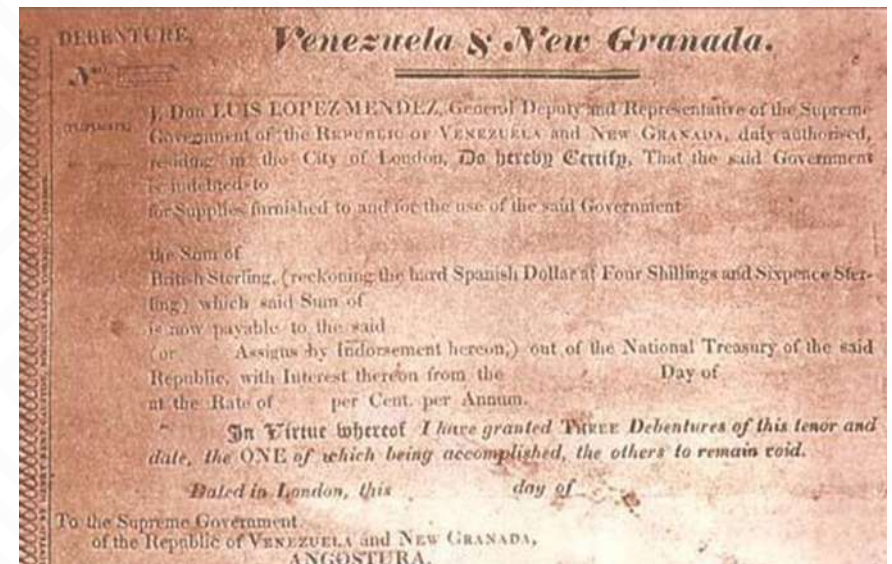 DEBENTURE,
Venezuela & New Granada.
No.
I, Don LUIS LOPEZ MENDEZ, General Deputy and Representative of the Supreme
Government of the REPUBLIC OF VENEZUELA and NEW GRANADA, duly authorised,
residing in the City of London, Do hereby Certify, That the said Government
is indebted to
for Supplies furnished to and for the use of the said Government
the Sum of
British Sterling, (reckoning the hard Spanish Dollar at Four Shillings and Sixpence Ster-
ling) which said Sum of
is now payable to the said
(or Assigns by Indorsement hereon,) out of the National Treasury of the said
Republic, with Interest thereon from the Day of
at the Rate of per Cent. per Annum.
In Virtue whereof I have granted THREE Debentures of this tenor and
date, the ONE of which being accomplished, the others to remain void.
Dated in London, this day of
To the Supreme Government
of the Republic of VENEZUELA and NEW GRANADA,
ANGOSTURA.